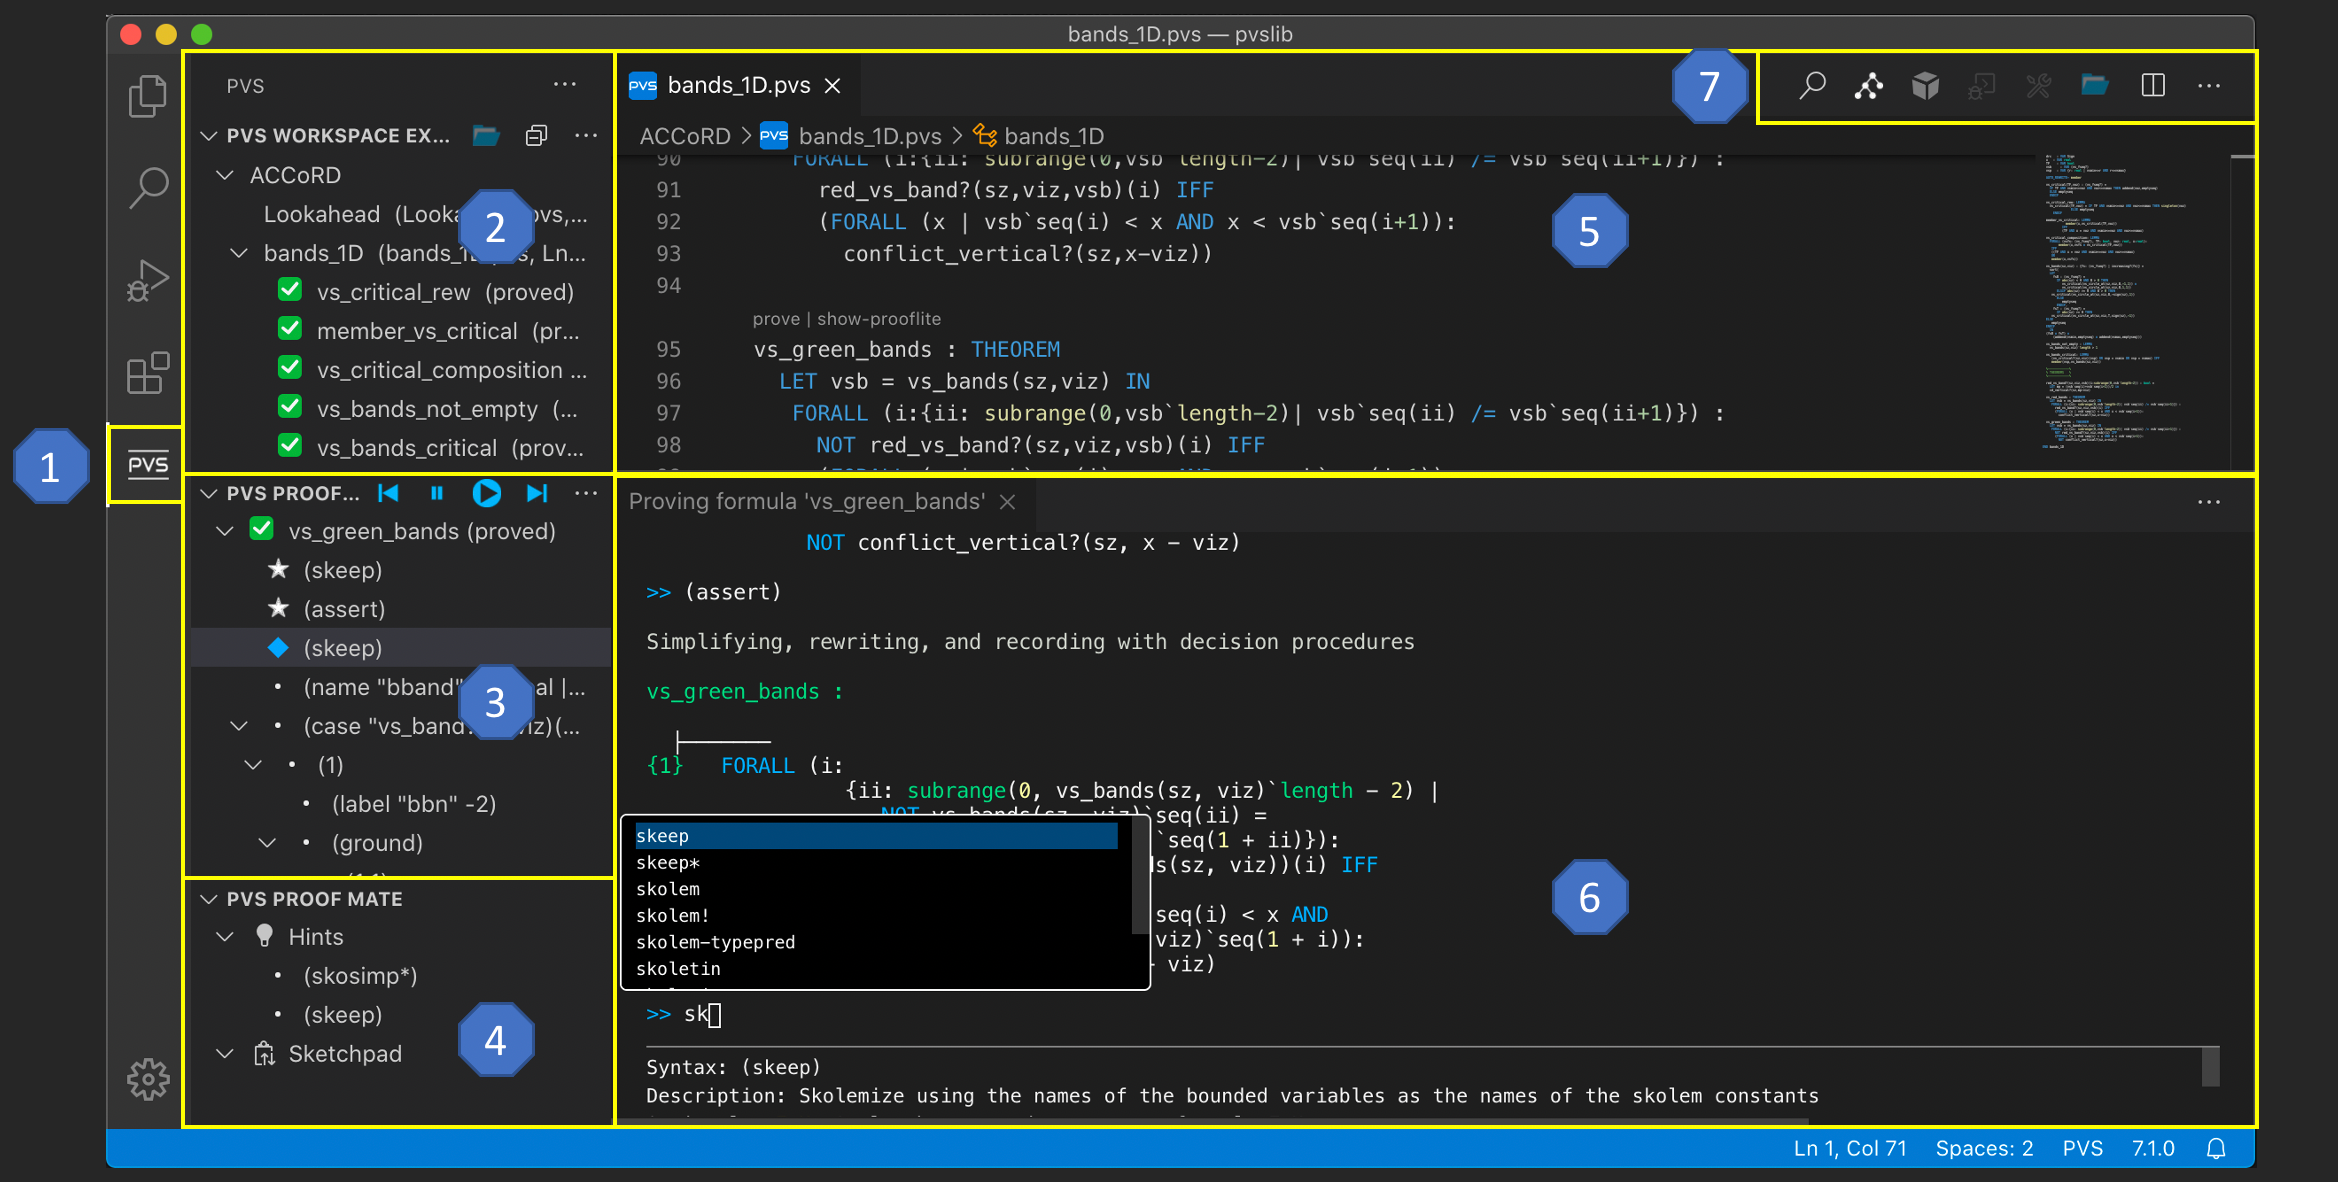 bands_1D.pvs — pvslib
PVS
PVS WORKSPACE EX...
ACCoRD
Lookahead (Looka
ovs,...
bands_1D (bands_1
s, Ln...
vs_critical_rew (proved)
member_vs_critical (pr...
vs_critical_composition ...
vs_bands_not_empty (...
vs_bands_critical (prov...
PVS PROOF...
vs_green_bands (proved)
(skeep)
(assert)
(skeep)
(name "bband"
al |...
(case "vs_band
viz)(...
(1)
(label "bbn" -2)
(ground)
PVS PROOF MATE
Hints
(skosimp*)
(skeep)
Sketchpad
1
2
3
4
5
6
7
PVS
PVS bands_1D.pvs
ACCoRD > PVS bands_1D.pvs > bands_1D
90 FORALL (i:{ii: subrange(0,vsb`length-2)| vsb`seq(ii) /= vsb`seq(ii+1)}) :
91 red_vs_band?(sz,viz,vsb)(i) IFF
92 (FORALL (x | vsb`seq(i) < x AND x < vsb`seq(i+1)):
93 conflict_vertical?(sz,x-viz))
94
prove | show-prooflite
95 vs_green_bands : THEOREM
96 LET vsb = vs_bands(sz,viz) IN
97 FORALL (i:{ii: subrange(0,vsb`length-2)| vsb`seq(ii) /= vsb`seq(ii+1)}) :
98 NOT red_vs_band?(sz,viz,vsb)(i) IFF
Proving formula 'vs_green_bands'
NOT conflict_vertical?(sz, x - viz)
>> (assert)
Simplifying, rewriting, and recording with decision procedures
vs_green_bands :
{1} FORALL (i:
{ii: subrange(0, vs_bands(sz, viz)`length - 2) |
NOT vs_bands(sz, viz)`seq(ii) =
`seq(1 + ii)}):
s(sz, viz))(i) IFF
seq(i) < x AND
viz)`seq(1 + i)):
- viz)
skeep
skeep*
skolem
skolem!
skolem-typepred
skoletin
>> sk
Syntax: (skeep)
Description: Skolemize using the names of the bounded variables as the names of the skolem constants
Ln 1, Col 71 Spaces: 2 PVS 7.1.0